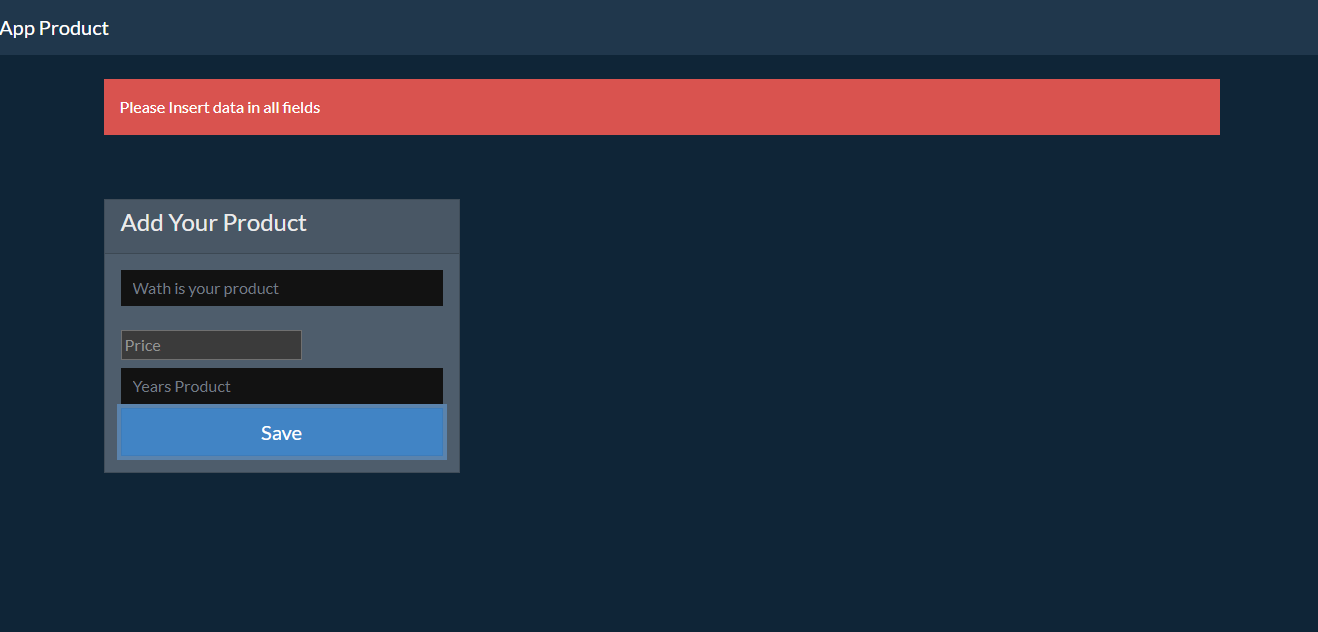 App Product
Please Insert data in all fields
Add Your Product
Wath is your product
Price
Years Product
Save